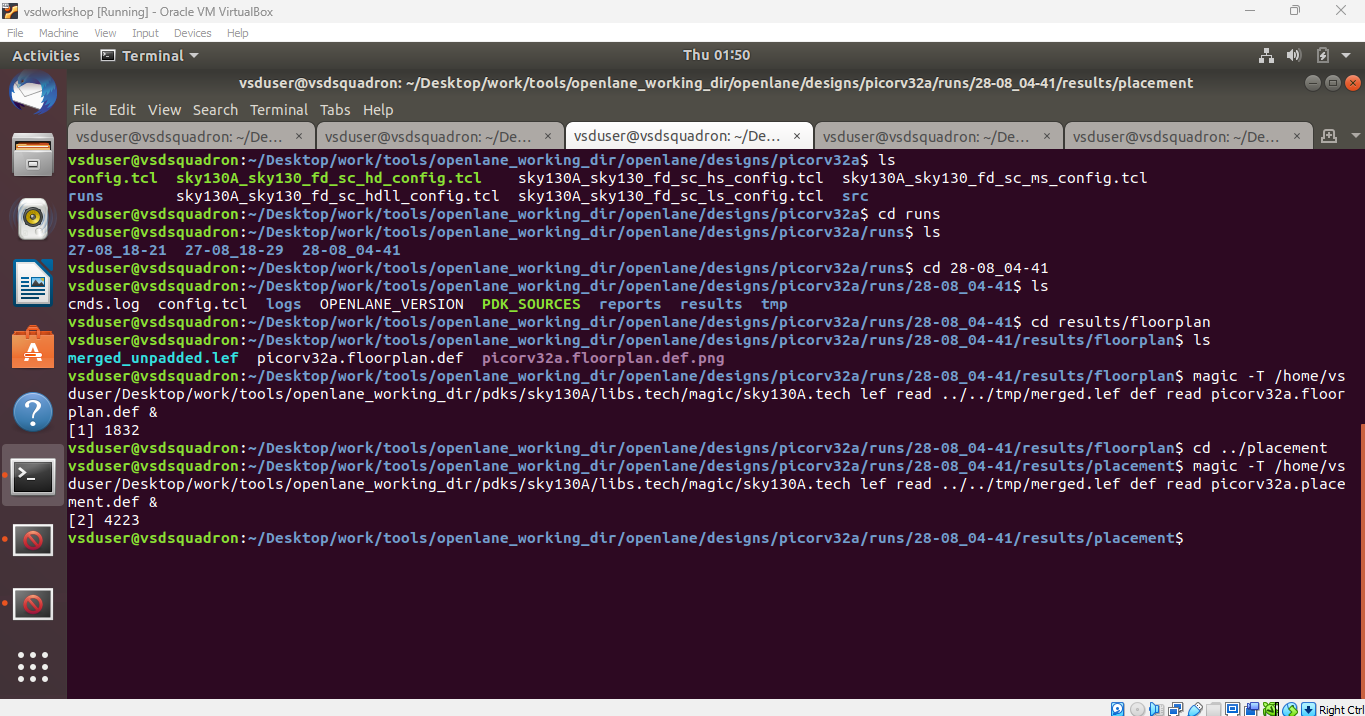 vsdworkshop [Running] - Oracle VM VirtualBox
File Machine View Input Devices Help
Activities Terminal Thu 01:50
vsduser@vsdsquadron: ~/Desktop/work/tools/openlane_working_dir/openlane/designs/picorv32a/runs/28-08_04-41/results/placement
File Edit View Search Terminal Tabs Help
vsduser@vsdsquadron: ~/De... × vsduser@vsdsquadron: ~/De... × vsduser@vsdsquadron: ~/De... × vsduser@vsdsquadron: ~/De... × vsduser@vsdsquadron: ~/De... ×
vsduser@vsdsquadron:~/Desktop/work/tools/openlane_working_dir/openlane/designs/picorv32a$ ls
config.tcl  sky130A_sky130_fd_sc_hd_config.tcl    sky130A_sky130_fd_sc_hs_config.tcl  sky130A_sky130_fd_sc_ms_config.tcl
runs        sky130A_sky130_fd_sc_hdll_config.tcl  sky130A_sky130_fd_sc_ls_config.tcl  src
vsduser@vsdsquadron:~/Desktop/work/tools/openlane_working_dir/openlane/designs/picorv32a$ cd runs
vsduser@vsdsquadron:~/Desktop/work/tools/openlane_working_dir/openlane/designs/picorv32a/runs$ ls
27-08_18-21  27-08_18-29  28-08_04-41
vsduser@vsdsquadron:~/Desktop/work/tools/openlane_working_dir/openlane/designs/picorv32a/runs$ cd 28-08_04-41
vsduser@vsdsquadron:~/Desktop/work/tools/openlane_working_dir/openlane/designs/picorv32a/runs/28-08_04-41$ ls
cmds.log  config.tcl  logs  OPENLANE_VERSION  PDK_SOURCES  reports  results  tmp
vsduser@vsdsquadron:~/Desktop/work/tools/openlane_working_dir/openlane/designs/picorv32a/runs/28-08_04-41$ cd results/floorplan
vsduser@vsdsquadron:~/Desktop/work/tools/openlane_working_dir/openlane/designs/picorv32a/runs/28-08_04-41/results/floorplan$ ls
merged_unpadded.lef  picorv32a.floorplan.def  picorv32a.floorplan.def.png
vsduser@vsdsquadron:~/Desktop/work/tools/openlane_working_dir/openlane/designs/picorv32a/runs/28-08_04-41/results/floorplan$ magic -T /home/vs
duser/Desktop/work/tools/openlane_working_dir/pdks/sky130A/libs.tech/magic/sky130A.tech lef read ../../tmp/merged.lef def read picorv32a.floor
plan.def &
[1] 1832
vsduser@vsdsquadron:~/Desktop/work/tools/openlane_working_dir/openlane/designs/picorv32a/runs/28-08_04-41/results/floorplan$ cd ../placement
vsduser@vsdsquadron:~/Desktop/work/tools/openlane_working_dir/openlane/designs/picorv32a/runs/28-08_04-41/results/placement$ magic -T /home/vs
duser/Desktop/work/tools/openlane_working_dir/pdks/sky130A/libs.tech/magic/sky130A.tech lef read ../../tmp/merged.lef def read picorv32a.place
ment.def &
[2] 4223
vsduser@vsdsquadron:~/Desktop/work/tools/openlane_working_dir/openlane/designs/picorv32a/runs/28-08_04-41/results/placement$
Right Ctrl